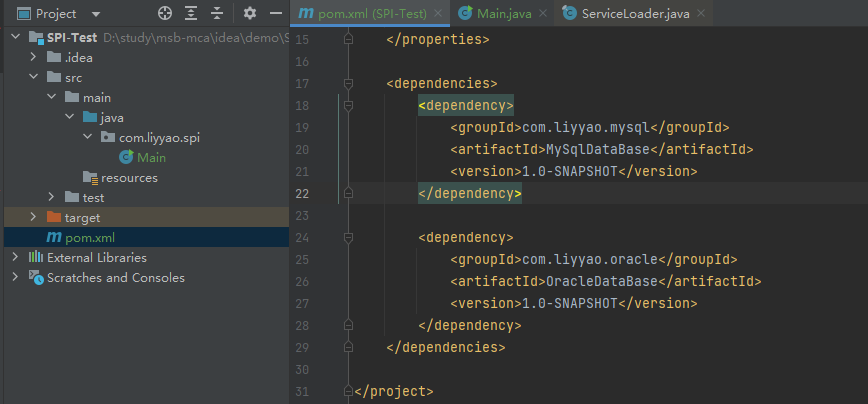 Project
SPI-Test D:\study\msb-mca\idea\demo\S
.idea
src
main
java
com.liyyao.spi
Main
resources
test
target
pom.xml
External Libraries
Scratches and Consoles
pom.xml (SPI-Test) Main.java ServiceLoader.java
15 </properties>
16
17 <dependencies>
18 <dependency>
19 <groupId>com.liyyao.mysql</groupId>
20 <artifactId>MySqlDataBase</artifactId>
21 <version>1.0-SNAPSHOT</version>
22 </dependency>
23
24 <dependency>
25 <groupId>com.liyyao.oracle</groupId>
26 <artifactId>OracleDataBase</artifactId>
27 <version>1.0-SNAPSHOT</version>
28 </dependency>
29 </dependencies>
30
31 </project>